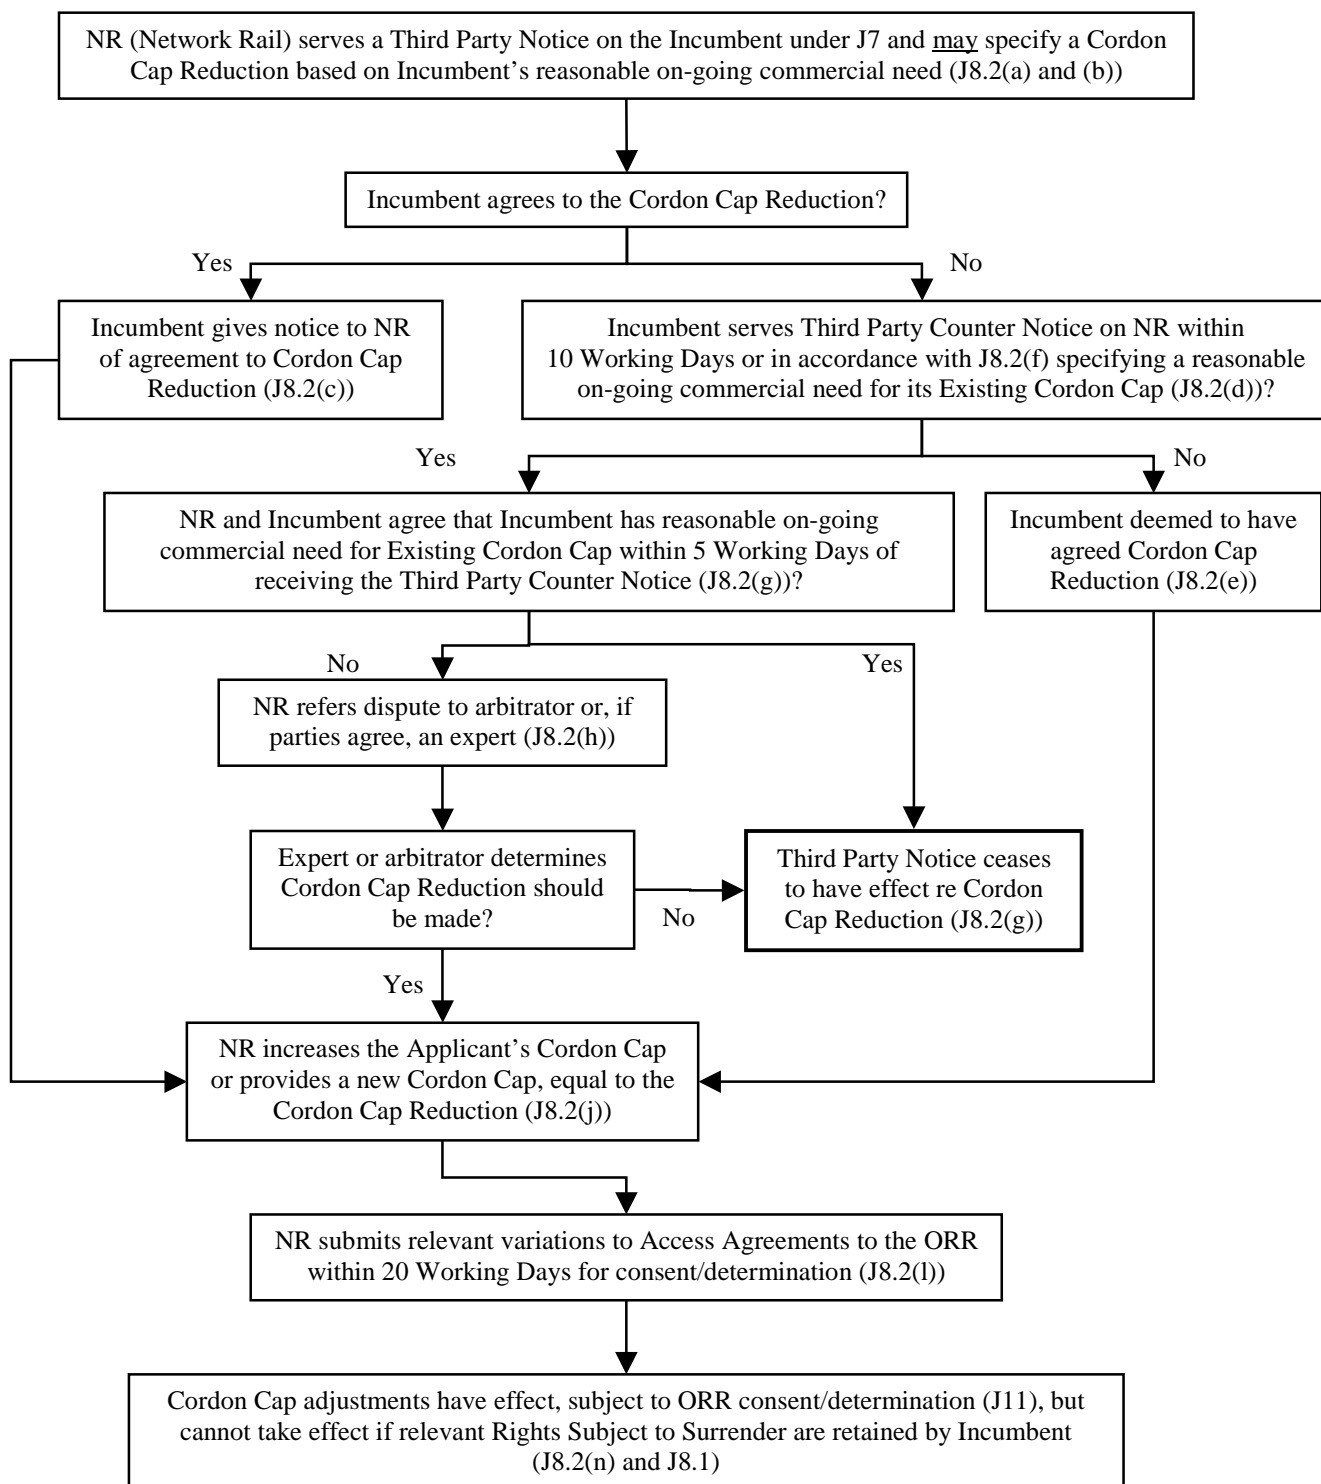 NR (Network Rail) serves a Third Party Notice on the Incumbent under J7 and may specify a Cordon
Cap Reduction based on Incumbent's reasonable on-going commercial need (J8.2(a) and (b))
Incumbent agrees to the Cordon Cap Reduction?
Yes
No
Incumbent gives notice to NR
of agreement to Cordon Cap
Reduction (J8.2(c))
Incumbent serves Third Party Counter Notice on NR within
10 Working Days or in accordance with J8.2(f) specifying a reasonable
on-going commercial need for its Existing Cordon Cap (J8.2(d))?
Yes
No
NR and Incumbent agree that Incumbent has reasonable on-going
commercial need for Existing Cordon Cap within 5 Working Days of
receiving the Third Party Counter Notice (J8.2(g))?
Incumbent deemed to have
agreed Cordon Cap
Reduction (J8.2(e))
No
Yes
NR refers dispute to arbitrator or, if
parties agree, an expert (J8.2(h))
Expert or arbitrator determines
Cordon Cap Reduction should
be made?
No
Third Party Notice ceases
to have effect re Cordon
Cap Reduction (J8.2(g))
Yes
NR increases the Applicant's Cordon Cap
or provides a new Cordon Cap, equal to the
Cordon Cap Reduction (J8.2(j))
NR submits relevant variations to Access Agreements to the ORR
within 20 Working Days for consent/determination (J8.2(l))
Cordon Cap adjustments have effect, subject to ORR consent/determination (J11), but
cannot take effect if relevant Rights Subject to Surrender are retained by Incumbent
(J8.2(n) and J8.1)